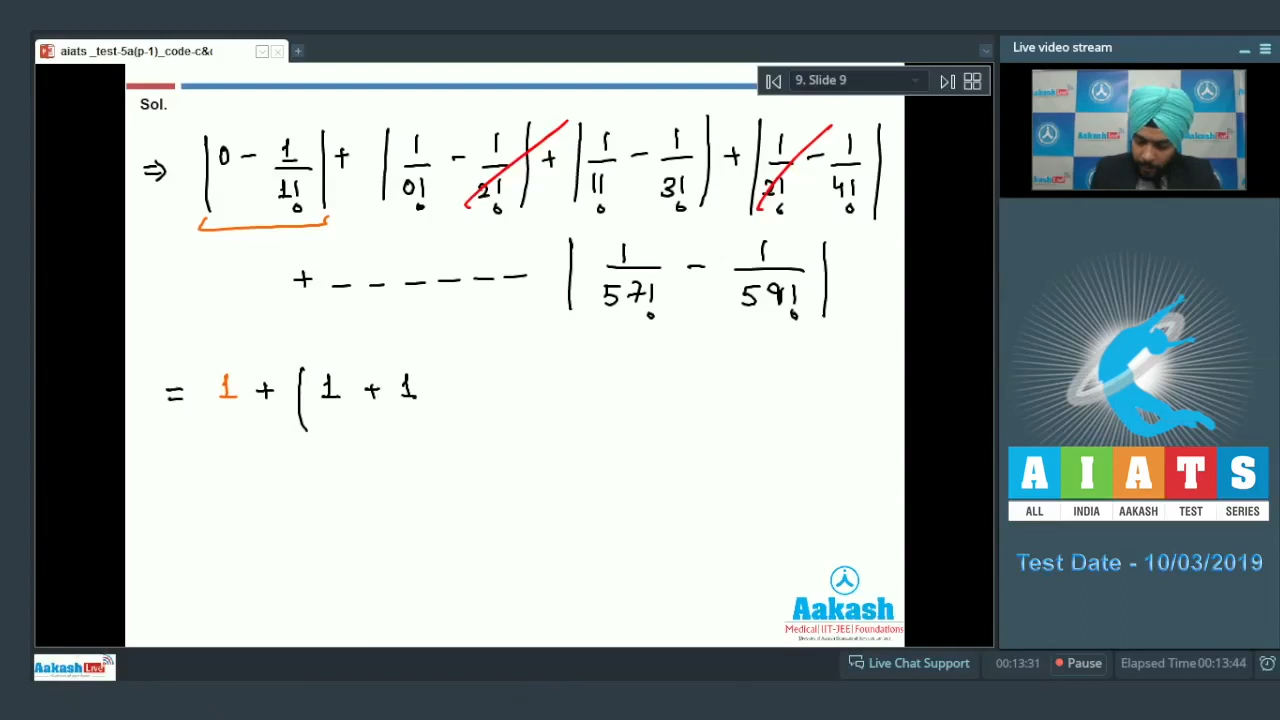 aiats _test-5a(p-1)_code-c&
Live video stream
9. Slide 9
Sol.
⇒ |0 - 1/1!| + |1/0! - 1/2!| + |1/1! - 1/3!| + |1/2! - 1/4!|
+ _ _ _ _ _ _ |1/57! - 1/59!|
= 1 + (1 + 1
AIATS
ALL INDIA AAKASH TEST SERIES
Test Date - 10/03/2019
Aakash
Medical|IIT-JEE|Foundations
Aakash Live
Live Chat Support
00:13:31
Pause
Elapsed Time 00:13:44